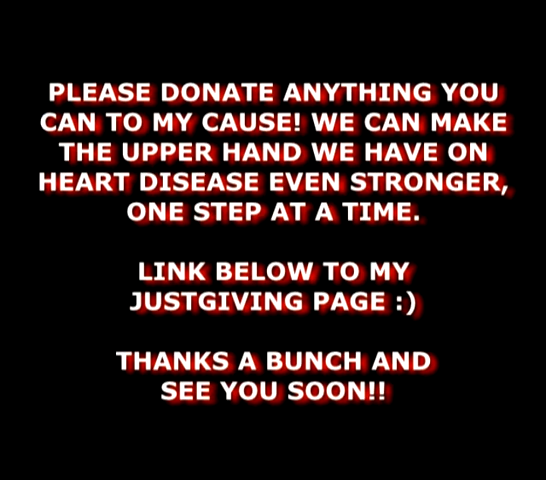 PLEASE DONATE ANYTHING YOU
CAN TO MY CAUSE! WE CAN MAKE
THE UPPER HAND WE HAVE ON
HEART DISEASE EVEN STRONGER,
ONE STEP AT A TIME.
LINK BELOW TO MY
JUSTGIVING PAGE :)
THANKS A BUNCH AND
SEE YOU SOON!!